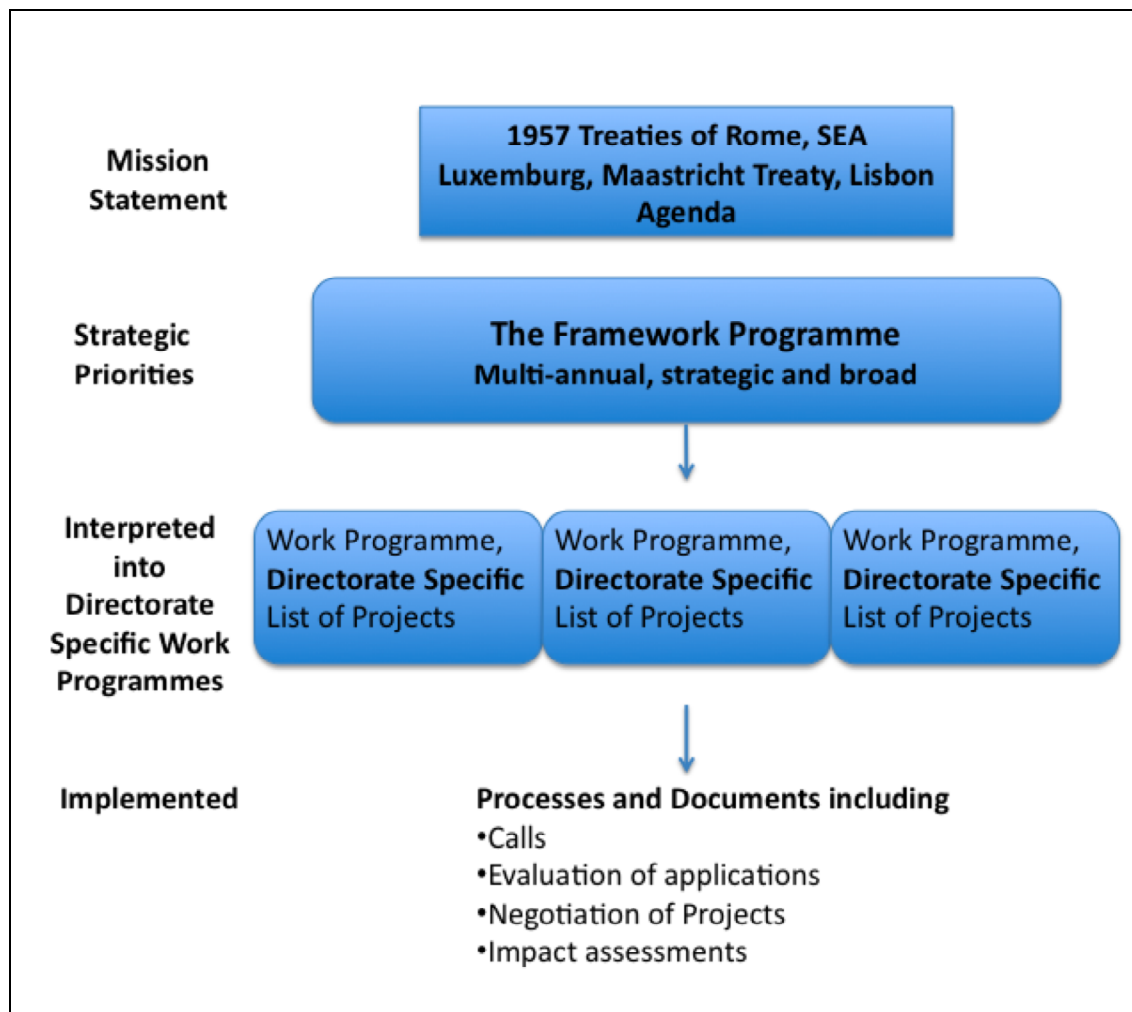 Mission
Statement
1957 Treaties of Rome, SEA
Luxemburg, Maastricht Treaty, Lisbon
Agenda
Strategic
Priorities
The Framework Programme
Multi-annual, strategic and broad
Interpreted
into
Directorate
Specific Work
Programmes
Work Programme,
Directorate Specific
List of Projects
Work Programme,
Directorate Specific
List of Projects
Work Programme,
Directorate Specific
List of Projects
Implemented
Processes and Documents including
•Calls
•Evaluation of applications
•Negotiation of Projects
•Impact assessments